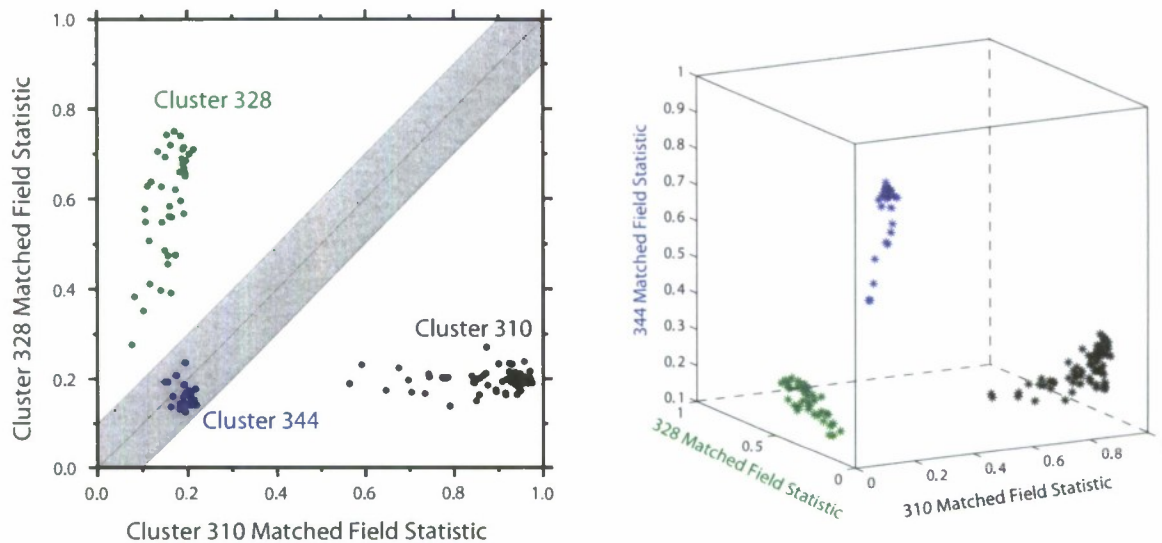 Cluster 328 Matched Field Statistic
1.0
0.8
0.6
0.4
0.2
0.0
0.0 0.2 0.4 0.6 0.8 1.0
Cluster 310 Matched Field Statistic
Cluster 328
Cluster 310
Cluster 344
344 Matched Field Statistic
1
0.9
0.8
0.7
0.6
0.5
0.4
0.3
0.2
0.1
1
0.5
0
328 Matched Field Statistic
0 0.2 0.4 0.6 0.8
310 Matched Field Statistic